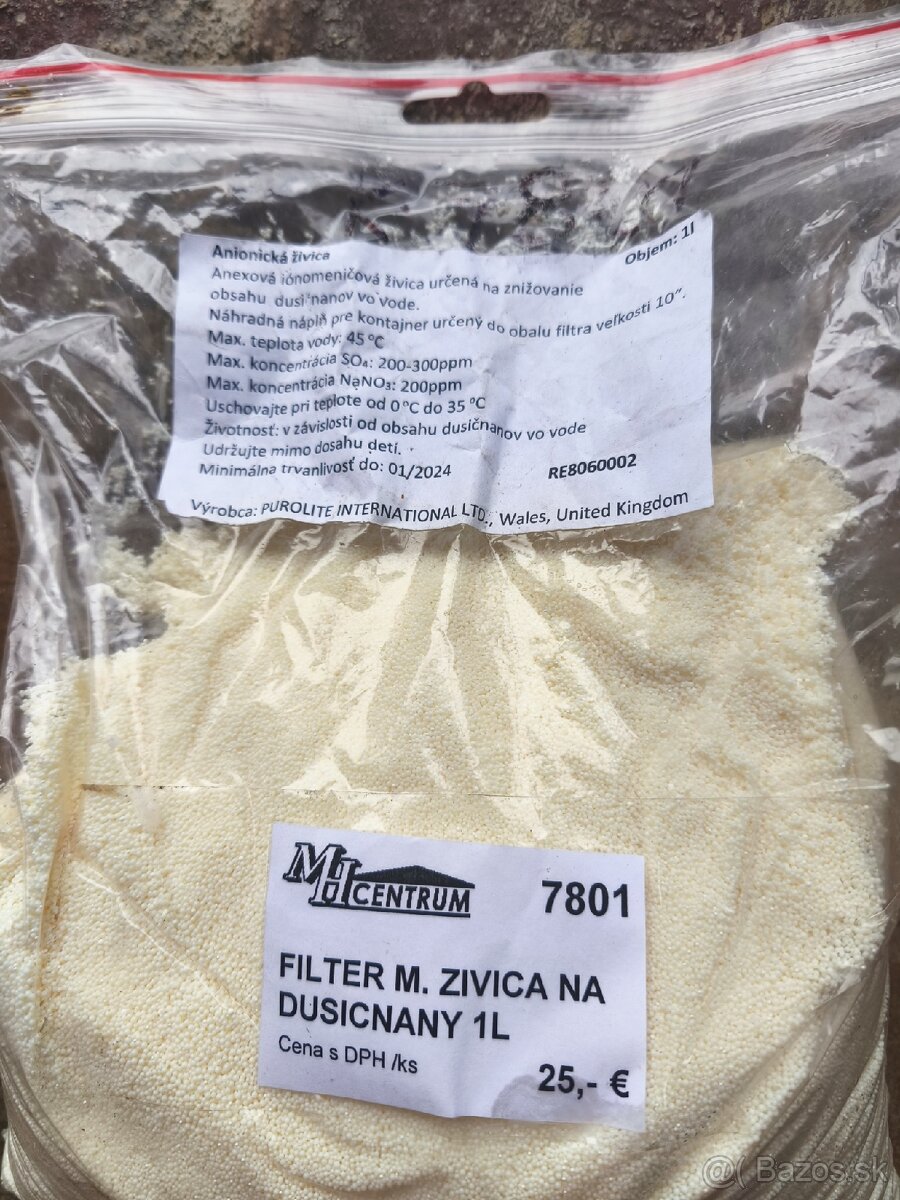 Anionická živica
Objem: 1l
Anexová iónomeničová živica určená na znižovanie
obsahu dusičnanov vo vode.
Náhradná náplň pre kontajner určený do obalu filtra veľkosti 10".
Max. teplota vody: 45 ºC
Max. koncentrácia SO₄: 200-300ppm
Max. koncentrácia NaNO₃: 200ppm
Uschovajte pri teplote od 0 ºC do 35 ºC
Životnosť: v závislosti od obsahu dusičnanov vo vode
Udržujte mimo dosahu detí.
Minimálna trvanlivosť do: 01/2024
RE8060002
Výrobca: PUROLITE INTERNATIONAL LTD., Wales, United Kingdom
MH CENTRUM
7801
FILTER M. ZIVICA NA
DUSICNANY 1L
Cena s DPH /ks
25,- €
@( Bazos.sk